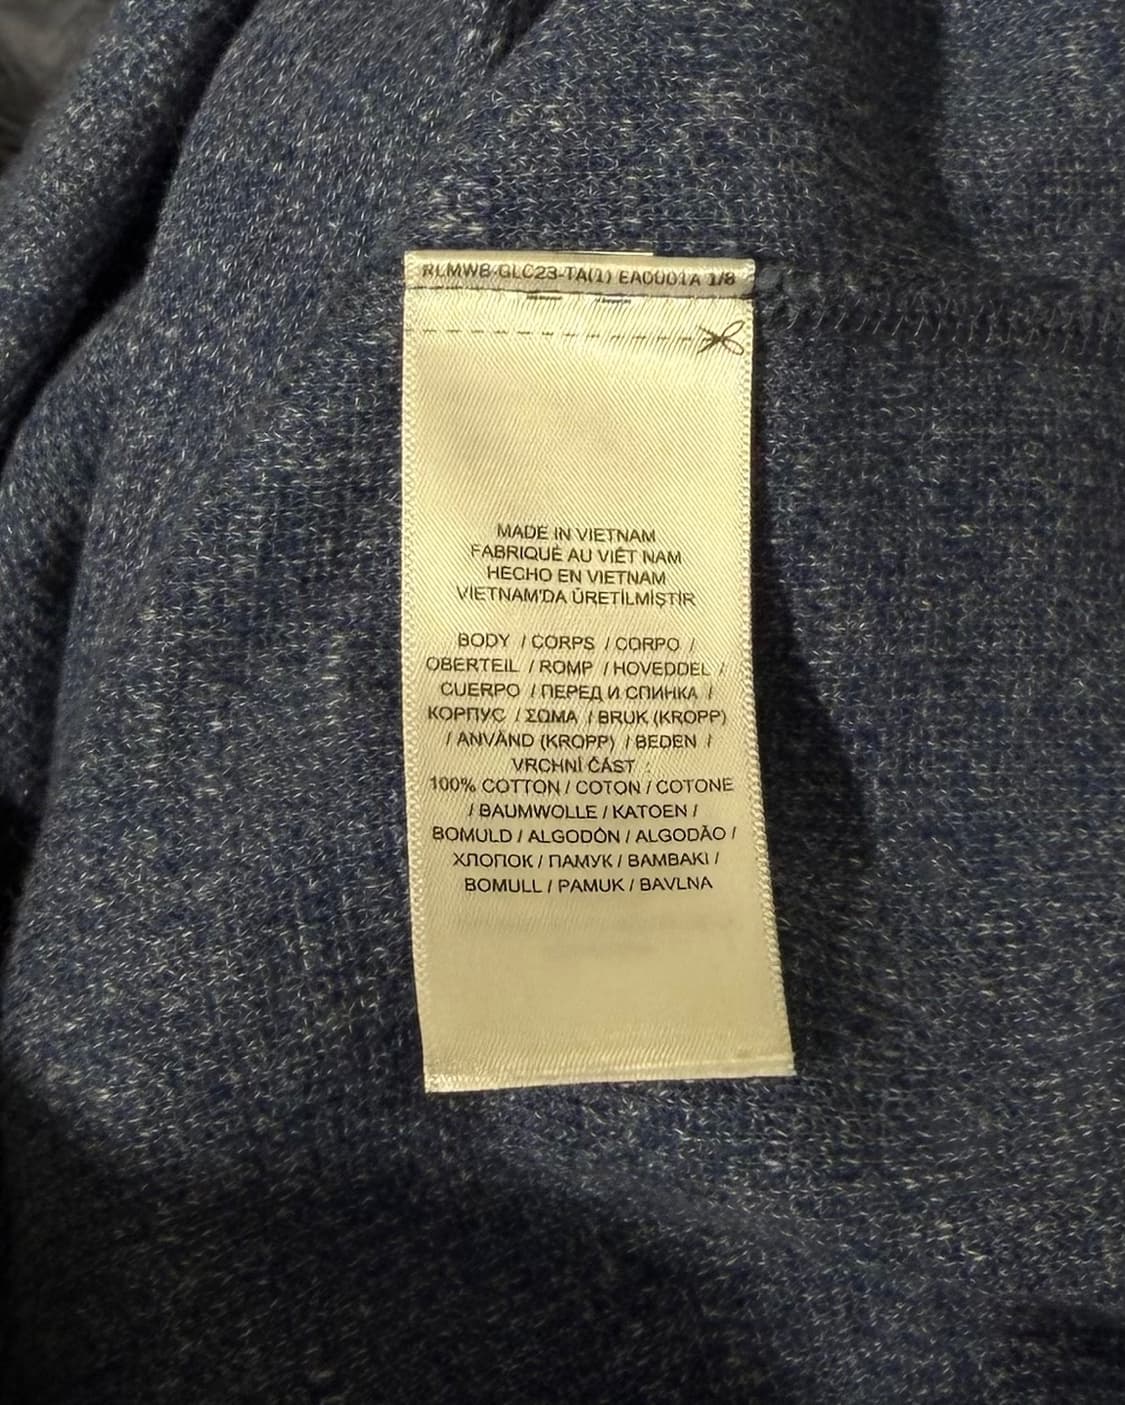 RLMWB-GLC23-TA(1) EAC001A 1/8
MADE IN VIETNAM
FABRIQUÉ AU VIÊT NAM
HECHO EN VIETNAM
VIETNAM'DA ÜRETİLMİŞTİR
BODY / CORPS / CORPO /
OBERTEIL / ROMP / HOVEDDEL /
CUERPO / ПЕРЕД И СПИНКА /
КОРПУС / ΣΩΜΑ / BRUK (KROPP)
/ ANVÄND (KROPP) / BEDEN /
VRCHNÍ ČÁST :
100% COTTON / COTON / COTONE
/ BAUMWOLLE / KATOEN /
BOMULD / ALGODÓN / ALGODÃO /
ХЛОПОК / ПАМУК / ΒΑΜΒΑΚΙ /
BOMULL / PAMUK / BAVLNA